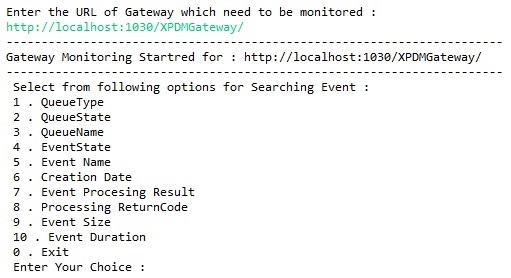 Enter the URL of Gateway which need to be monitored :
http://localhost:1030/XPDMGateway/
-----------------------------------------------------------------------
Gateway Monitoring Startred for : http://localhost:1030/XPDMGateway/
-----------------------------------------------------------------------
Select from following options for Searching Event :
1 . QueueType
2 . QueueState
3 . QueueName
4 . EventState
5 . Event Name
6 . Creation Date
7 . Event Procesing Result
8 . Processing ReturnCode
9 . Event Size
10 . Event Duration
0 . Exit
Enter Your Choice :